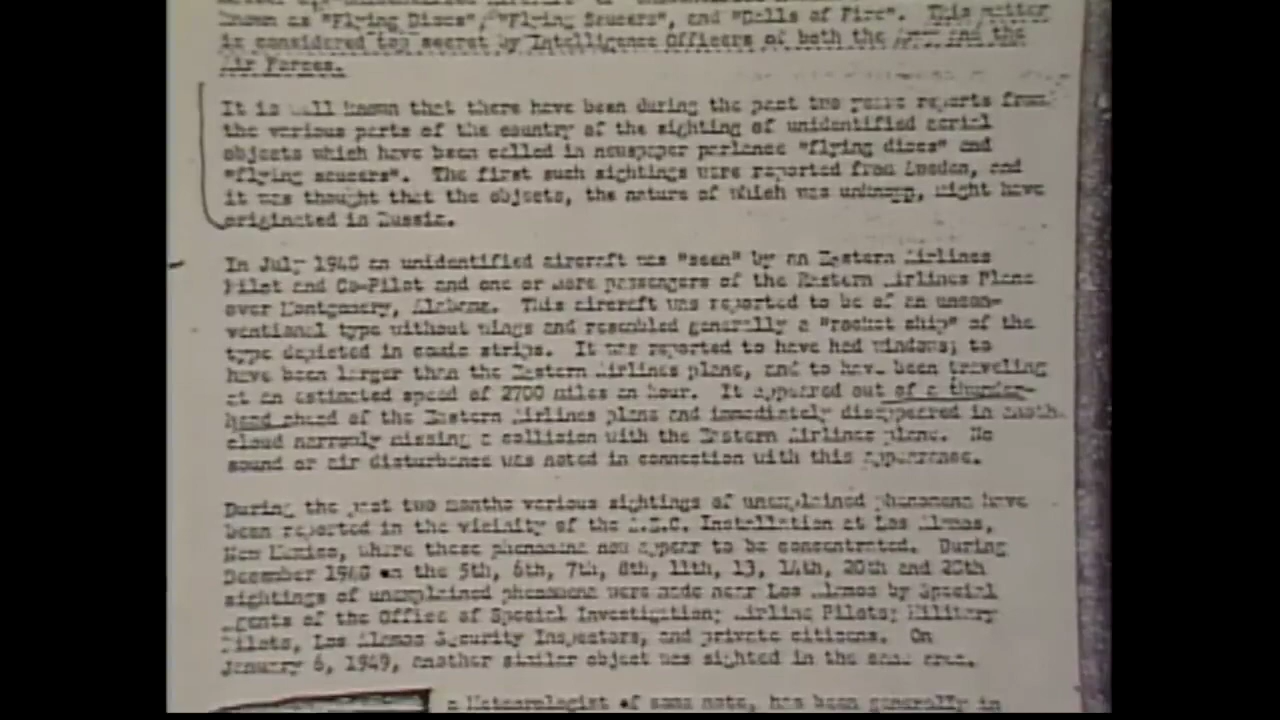 known as "Flying Discs", "Flying Saucers", and "Balls of Fire". This matter
is considered top secret by Intelligence Officers of both the Army and the
Air Forces.
It is well known that there have been during the past two years reports from
the various parts of the country of the sighting of unidentified aerial
objects which have been called in newspaper parlance "flying discs" and
"flying saucers". The first such sightings were reported from Sweden, and
it was thought that the objects, the nature of which was unknown, might have
originated in Russia.
In July 1948 an unidentified aircraft was "seen" by an Eastern Airlines
Pilot and Co-Pilot and one or more passengers of the Eastern Airlines Plane
over Montgomery, Alabama. This aircraft was reported to be of an uncon-
ventional type without wings and resembled generally a "rocket ship" of the
type depicted in comic strips. It was reported to have had windows; to
have been larger than the Eastern Airlines plane, and to have been traveling
at an estimated speed of 2700 miles an hour. It appeared out of a thunder-
head ahead of the Eastern Airlines plane and immediately disappeared in another
cloud narrowly missing a collision with the Eastern Airlines plane. No
sound or air disturbance was noted in connection with this appearance.
During the past two months various sightings of unexplained phenomena have
been reported in the vicinity of the A.E.C. Installation at Los Alamos,
New Mexico, where these phenomena now appear to be concentrated. During
December 1948 on the 5th, 6th, 7th, 8th, 11th, 13, 14th, 20th and 28th
sightings of unexplained phenomena were made near Los Alamos by Special
Agents of the Office of Special Investigation; Airline Pilots; Military
Pilots, Los Alamos Security Inspectors, and private citizens. On
January 6, 1949, another similar object was sighted in the same area.
a Meteorologist of some note, has been generally in